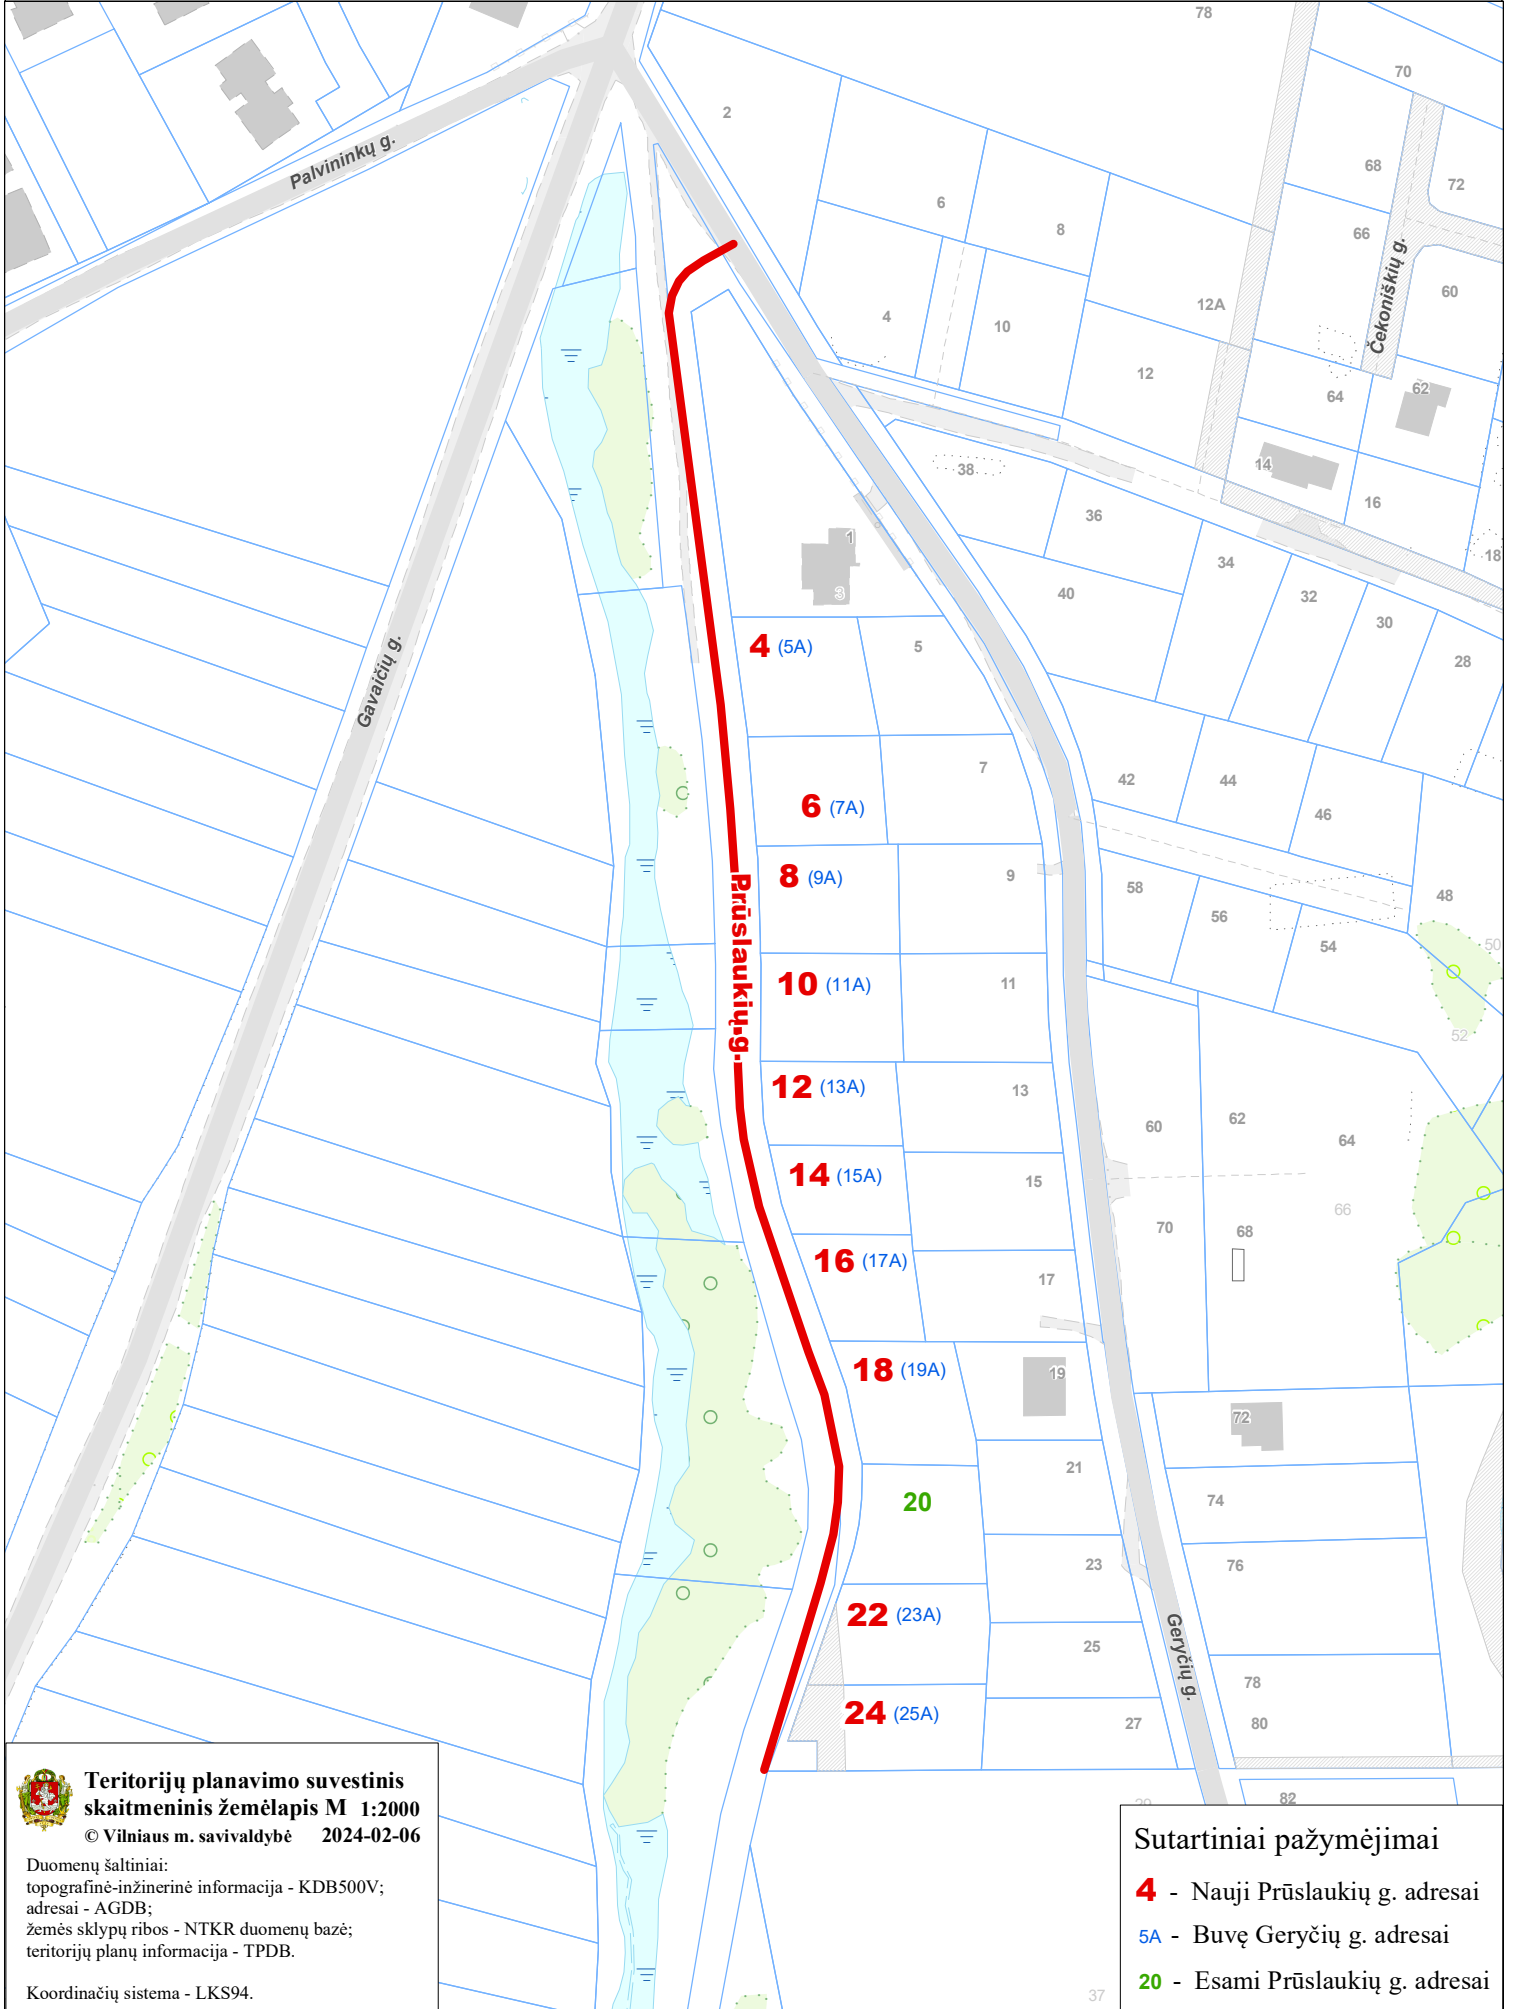 78
70
2
Palvininkų g.
68
72
6
8
66
Čekoniškių g.
60
12A
4
10
12
64
62
38
14
36
16
1
34
18
3
40
32
30
4 (5A)
5
28
Gavaičių g.
7
42
44
6 (7A)
46
8 (9A)
9
58
48
56
Prūslaukių g.
54
50
10 (11A)
11
52
12 (13A)
13
60
62
64
14 (15A)
15
66
70
68
16 (17A)
17
18 (19A)
19
72
21
20
74
23
76
22 (23A)
25
Geryčių g.
78
24 (25A)
27
80
82
29
37
Teritorijų planavimo suvestinis
skaitmeninis žemėlapis M 1:2000
© Vilniaus m. savivaldybė 2024-02-06
Duomenų šaltiniai:
topografinė-inžinerinė informacija - KDB500V;
adresai - AGDB;
žemės sklypų ribos - NTKR duomenų bazė;
teritorijų planų informacija - TPDB.
Koordinačių sistema - LKS94.
Sutartiniai pažymėjimai
4 - Nauji Prūslaukių g. adresai
5A - Buvę Geryčių g. adresai
20 - Esami Prūslaukių g. adresai